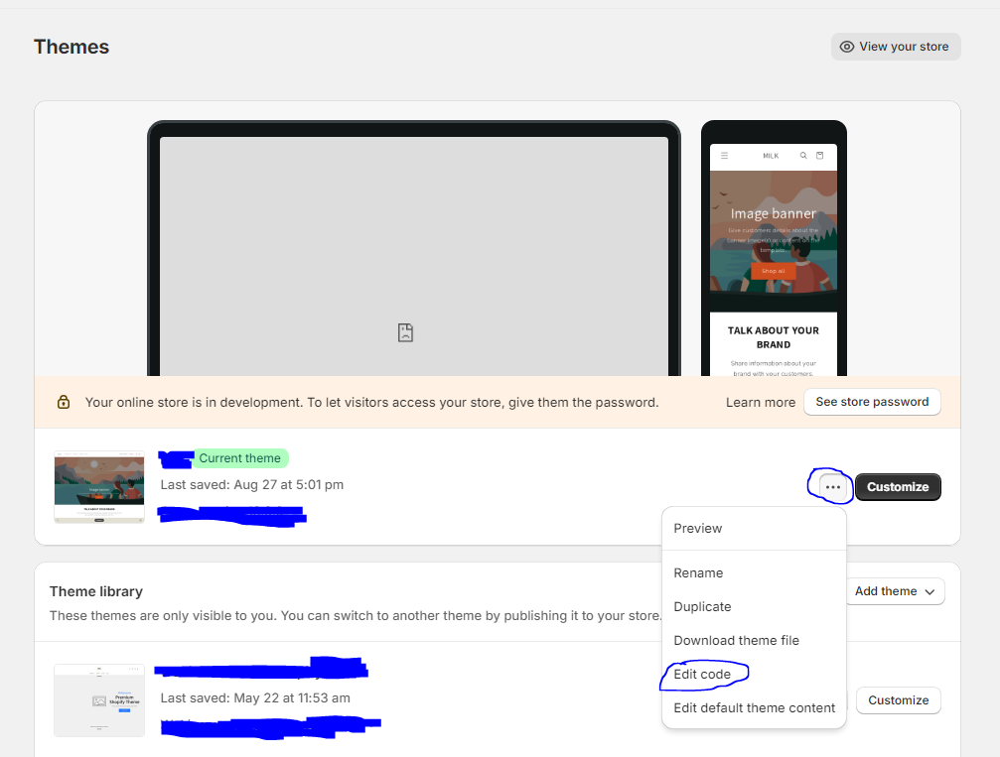 Themes
View your store
MILK
Image banner
Give customers details about the
banner image(s) or content on the
template.
Shop all
TALK ABOUT YOUR
BRAND
Share information about your
brand with your customers.
Your online store is in development. To let visitors access your store, give them the password.
Learn more
See store password
Current theme
Last saved: Aug 27 at 5:01 pm
Customize
Preview
Rename
Duplicate
Download theme file
Edit code
Edit default theme content
Theme library
Add theme
These themes are only visible to you. You can switch to another theme by publishing it to your store.
Premium
Shopify Theme
Last saved: May 22 at 11:53 am
Customize